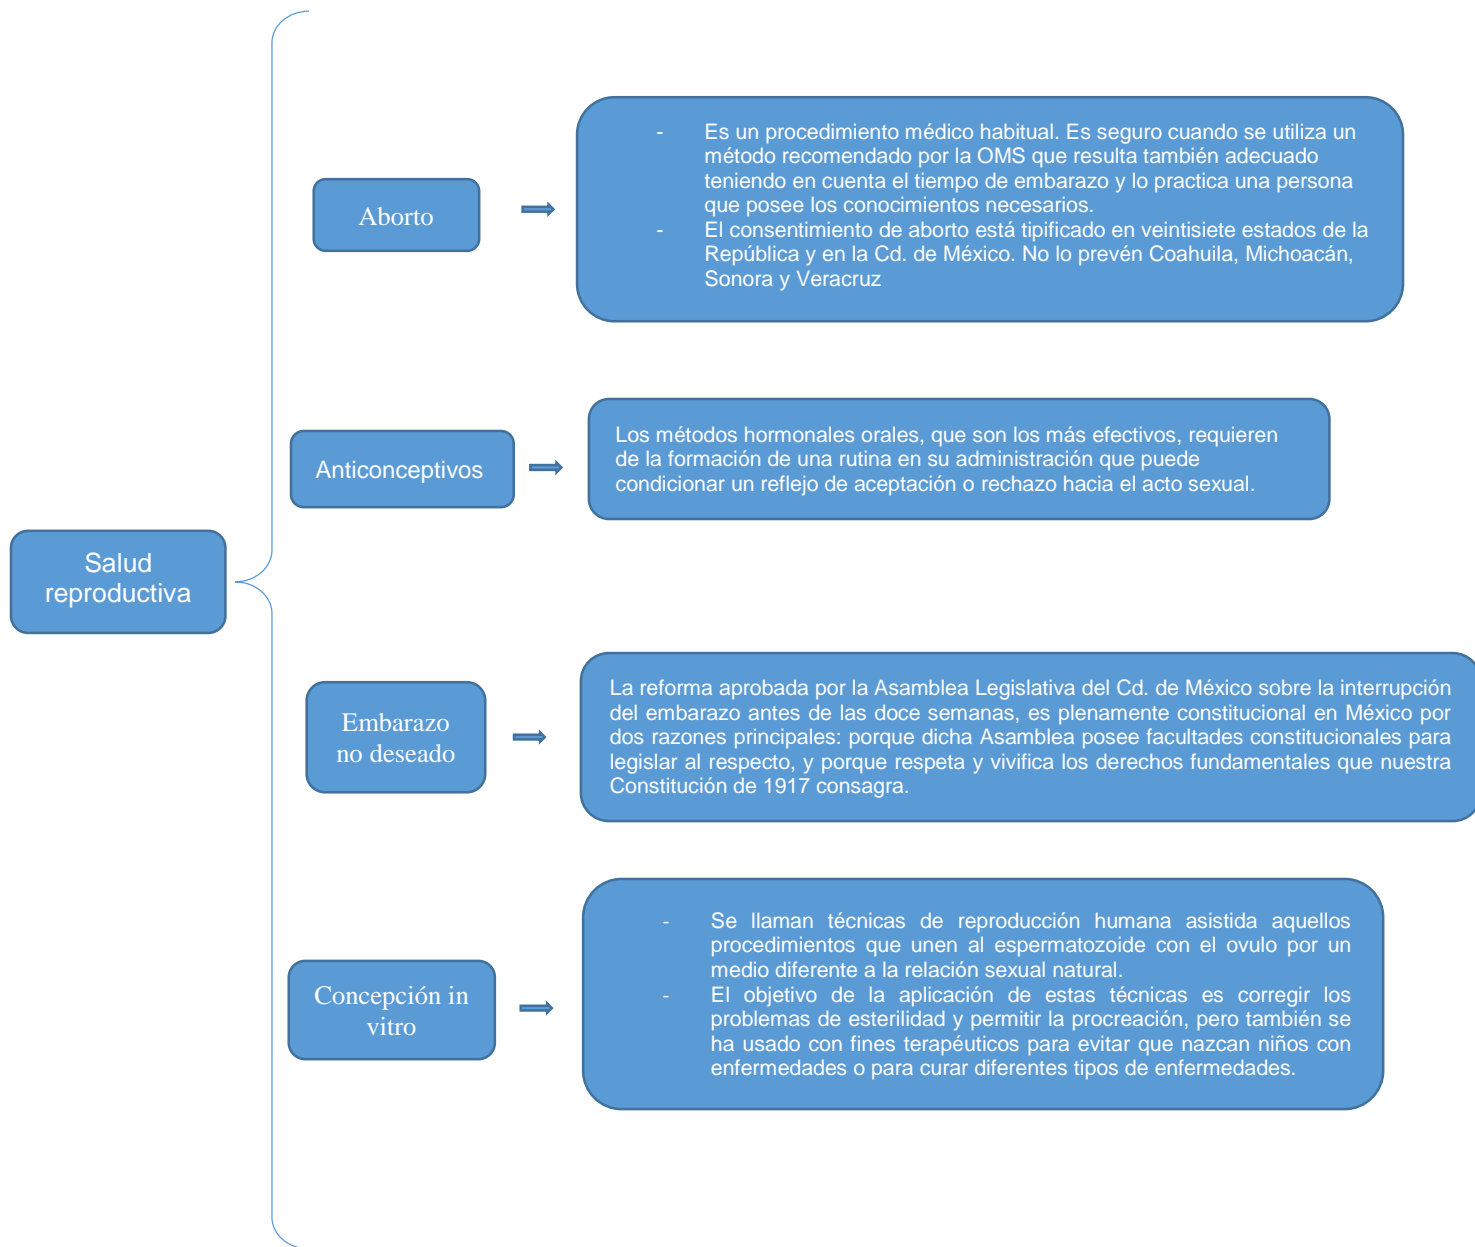 Salud
reproductiva
Aborto
- Es un procedimiento médico habitual. Es seguro cuando se utiliza un
método recomendado por la OMS que resulta también adecuado
teniendo en cuenta el tiempo de embarazo y lo practica una persona
que posee los conocimientos necesarios.
- El consentimiento de aborto está tipificado en veintisiete estados de la
República y en la Cd. de México. No lo prevén Coahuila, Michoacán,
Sonora y Veracruz
Anticonceptivos
Los métodos hormonales orales, que son los más efectivos, requieren
de la formación de una rutina en su administración que puede
condicionar un reflejo de aceptación o rechazo hacia el acto sexual.
Embarazo
no deseado
La reforma aprobada por la Asamblea Legislativa del Cd. de México sobre la interrupción
del embarazo antes de las doce semanas, es plenamente constitucional en México por
dos razones principales: porque dicha Asamblea posee facultades constitucionales para
legislar al respecto, y porque respeta y vivifica los derechos fundamentales que nuestra
Constitución de 1917 consagra.
Concepción in
vitro
- Se llaman técnicas de reproducción humana asistida aquellos
procedimientos que unen al espermatozoide con el ovulo por un
medio diferente a la relación sexual natural.
- El objetivo de la aplicación de estas técnicas es corregir los
problemas de esterilidad y permitir la procreación, pero también se
ha usado con fines terapéuticos para evitar que nazcan niños con
enfermedades o para curar diferentes tipos de enfermedades.